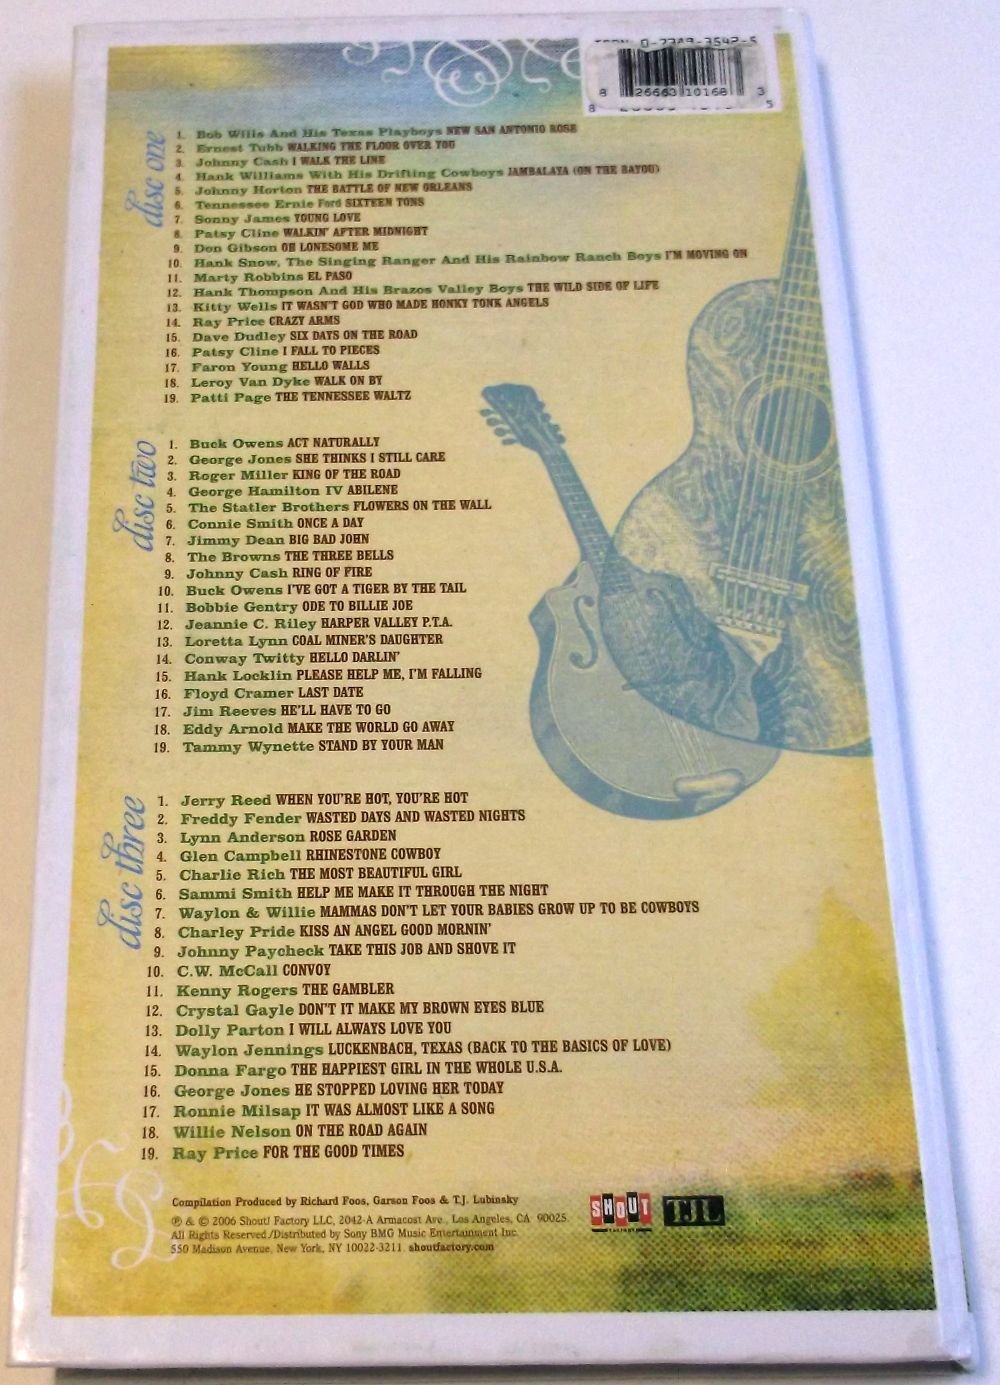 8 26663 10168 3
8 5
disc one
1. Bob Wills And His Texas Playboys NEW SAN ANTONIO ROSE
2. Ernest Tubb WALKING THE FLOOR OVER YOU
3. Johnny Cash I WALK THE LINE
4. Hank Williams With His Drifting Cowboys JAMBALAYA (ON THE BAYOU)
5. Johnny Horton THE BATTLE OF NEW ORLEANS
6. Tennessee Ernie Ford SIXTEEN TONS
7. Sonny James YOUNG LOVE
8. Patsy Cline WALKIN' AFTER MIDNIGHT
9. Don Gibson OH LONESOME ME
10. Hank Snow, The Singing Ranger And His Rainbow Ranch Boys I'M MOVING ON
11. Marty Robbins EL PASO
12. Hank Thompson And His Brazos Valley Boys THE WILD SIDE OF LIFE
13. Kitty Wells IT WASN'T GOD WHO MADE HONKY TONK ANGELS
14. Ray Price CRAZY ARMS
15. Dave Dudley SIX DAYS ON THE ROAD
16. Patsy Cline I FALL TO PIECES
17. Faron Young HELLO WALLS
18. Leroy Van Dyke WALK ON BY
19. Patti Page THE TENNESSEE WALTZ
disc two
1. Buck Owens ACT NATURALLY
2. George Jones SHE THINKS I STILL CARE
3. Roger Miller KING OF THE ROAD
4. George Hamilton IV ABILENE
5. The Statler Brothers FLOWERS ON THE WALL
6. Connie Smith ONCE A DAY
7. Jimmy Dean BIG BAD JOHN
8. The Browns THE THREE BELLS
9. Johnny Cash RING OF FIRE
10. Buck Owens I'VE GOT A TIGER BY THE TAIL
11. Bobbie Gentry ODE TO BILLIE JOE
12. Jeannie C. Riley HARPER VALLEY P.T.A.
13. Loretta Lynn COAL MINER'S DAUGHTER
14. Conway Twitty HELLO DARLIN'
15. Hank Locklin PLEASE HELP ME, I'M FALLING
16. Floyd Cramer LAST DATE
17. Jim Reeves HE'LL HAVE TO GO
18. Eddy Arnold MAKE THE WORLD GO AWAY
19. Tammy Wynette STAND BY YOUR MAN
disc three
1. Jerry Reed WHEN YOU'RE HOT, YOU'RE HOT
2. Freddy Fender WASTED DAYS AND WASTED NIGHTS
3. Lynn Anderson ROSE GARDEN
4. Glen Campbell RHINESTONE COWBOY
5. Charlie Rich THE MOST BEAUTIFUL GIRL
6. Sammi Smith HELP ME MAKE IT THROUGH THE NIGHT
7. Waylon & Willie MAMMAS DON'T LET YOUR BABIES GROW UP TO BE COWBOYS
8. Charley Pride KISS AN ANGEL GOOD MORNIN'
9. Johnny Paycheck TAKE THIS JOB AND SHOVE IT
10. C.W. McCall CONVOY
11. Kenny Rogers THE GAMBLER
12. Crystal Gayle DON'T IT MAKE MY BROWN EYES BLUE
13. Dolly Parton I WILL ALWAYS LOVE YOU
14. Waylon Jennings LUCKENBACH, TEXAS (BACK TO THE BASICS OF LOVE)
15. Donna Fargo THE HAPPIEST GIRL IN THE WHOLE U.S.A.
16. George Jones HE STOPPED LOVING HER TODAY
17. Ronnie Milsap IT WAS ALMOST LIKE A SONG
18. Willie Nelson ON THE ROAD AGAIN
19. Ray Price FOR THE GOOD TIMES
Compilation Produced by Richard Foos, Garson Foos & T.J. Lubinsky
℗ & © 2006 Shout! Factory LLC, 2042-A Armacost Ave., Los Angeles, CA 90025.
All Rights Reserved./Distributed by Sony BMG Music Entertainment Inc.
550 Madison Avenue, New York, NY 10022-3211. shoutfactory.com
SHOUT
FACTORY
TJL